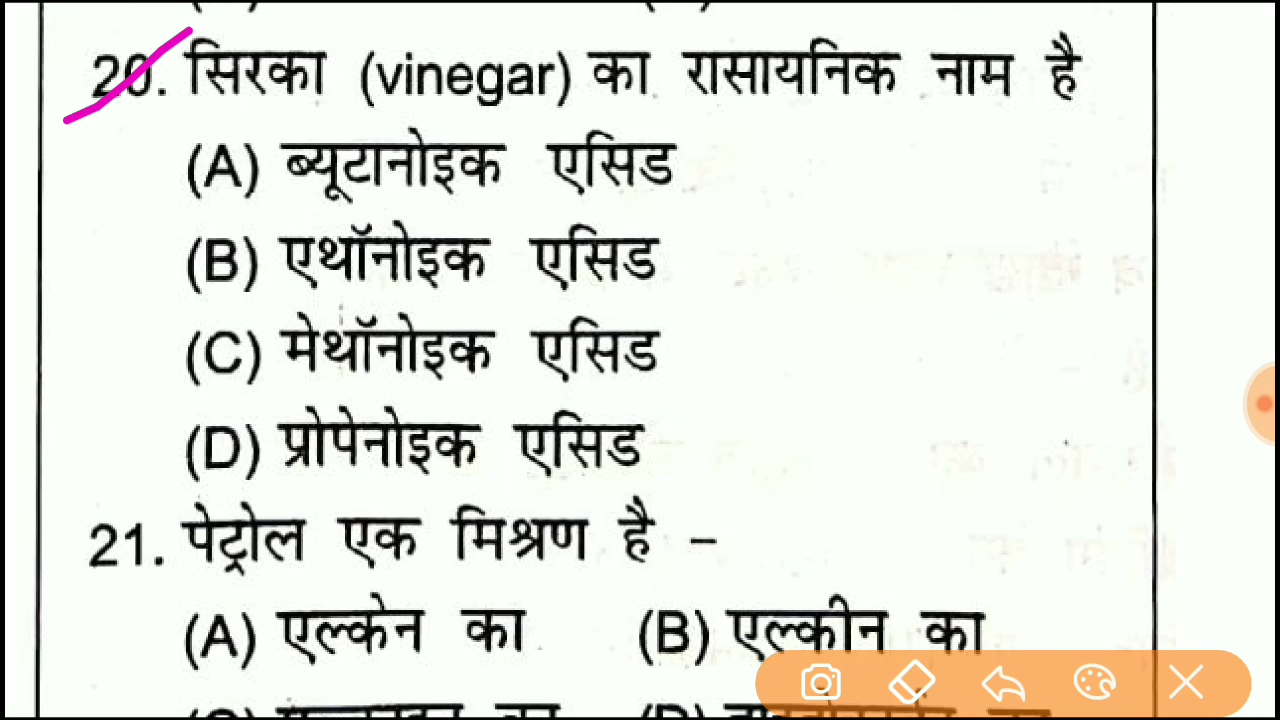 20. सिरका (vinegar) का रासायनिक नाम है
(A) ब्यूटानोइक एसिड
(B) एथॉनोइक एसिड
(C) मेथॉनोइक एसिड
(D) प्रोपेनोइक एसिड
21. पेट्रोल एक मिश्रण है –
(A) एल्केन का (B) एल्कीन का